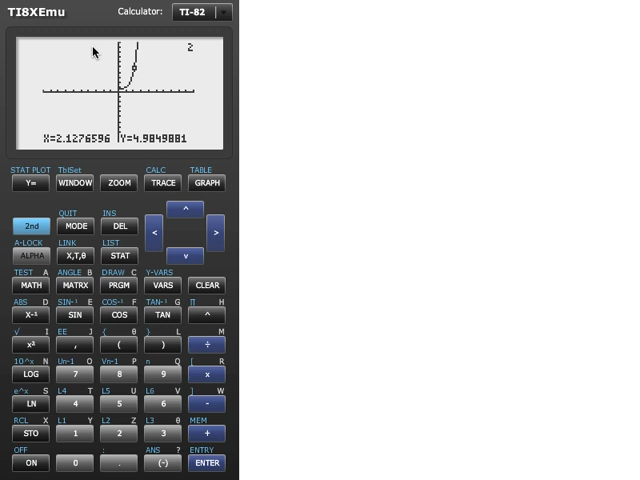 TI8XEmu Calculator: TI-82
2
X=2.1276596 Y=4.9849881
STAT PLOT TblSet CALC TABLE
Y= WINDOW ZOOM TRACE GRAPH
QUIT INS ^
2nd MODE DEL < >
A-LOCK LINK LIST
ALPHA X,T,θ STAT v
TEST A ANGLE B DRAW C Y-VARS
MATH MATRX PRGM VARS CLEAR
ABS D SIN-¹ E COS-¹ F TAN-¹ G Π H
X-¹ SIN COS TAN ^
√ I EE J { θ } L M
x² , ( ) ÷
10^x N Un-1 O Vn-1 P n Q [ R
LOG 7 8 9 x
e^x S L4 T L5 U L6 V ] W
LN 4 5 6 -
RCL X L1 Y L2 Z L3 θ MEM
STO 1 2 3 +
OFF : ANS ? ENTRY
ON 0 . (-) ENTER